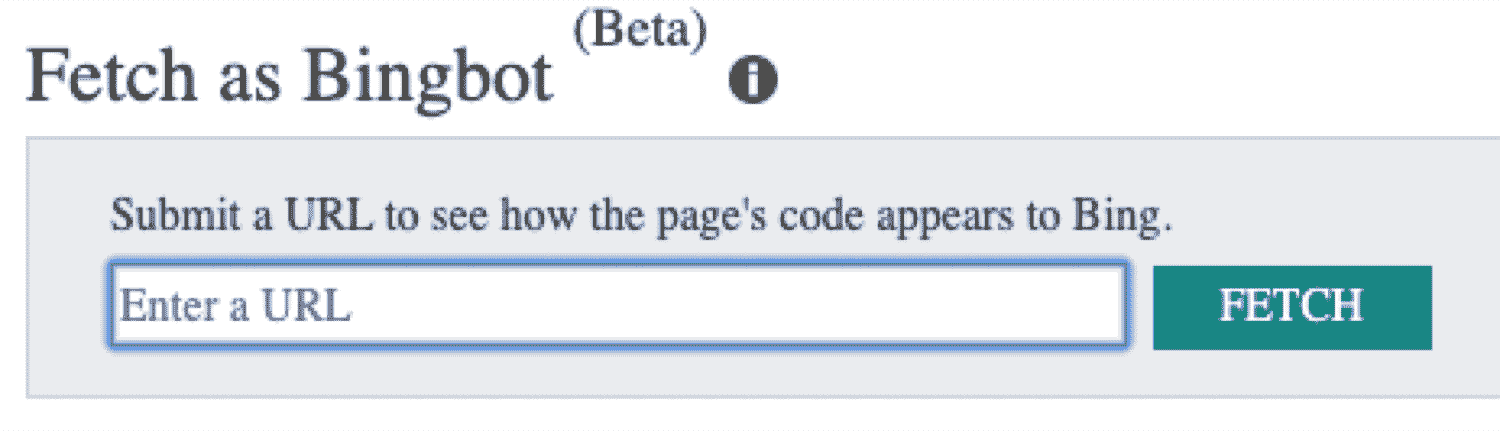 Fetch as Bingbot (Beta)
Submit a URL to see how the page's code appears to Bing.
Enter a URL
FETCH